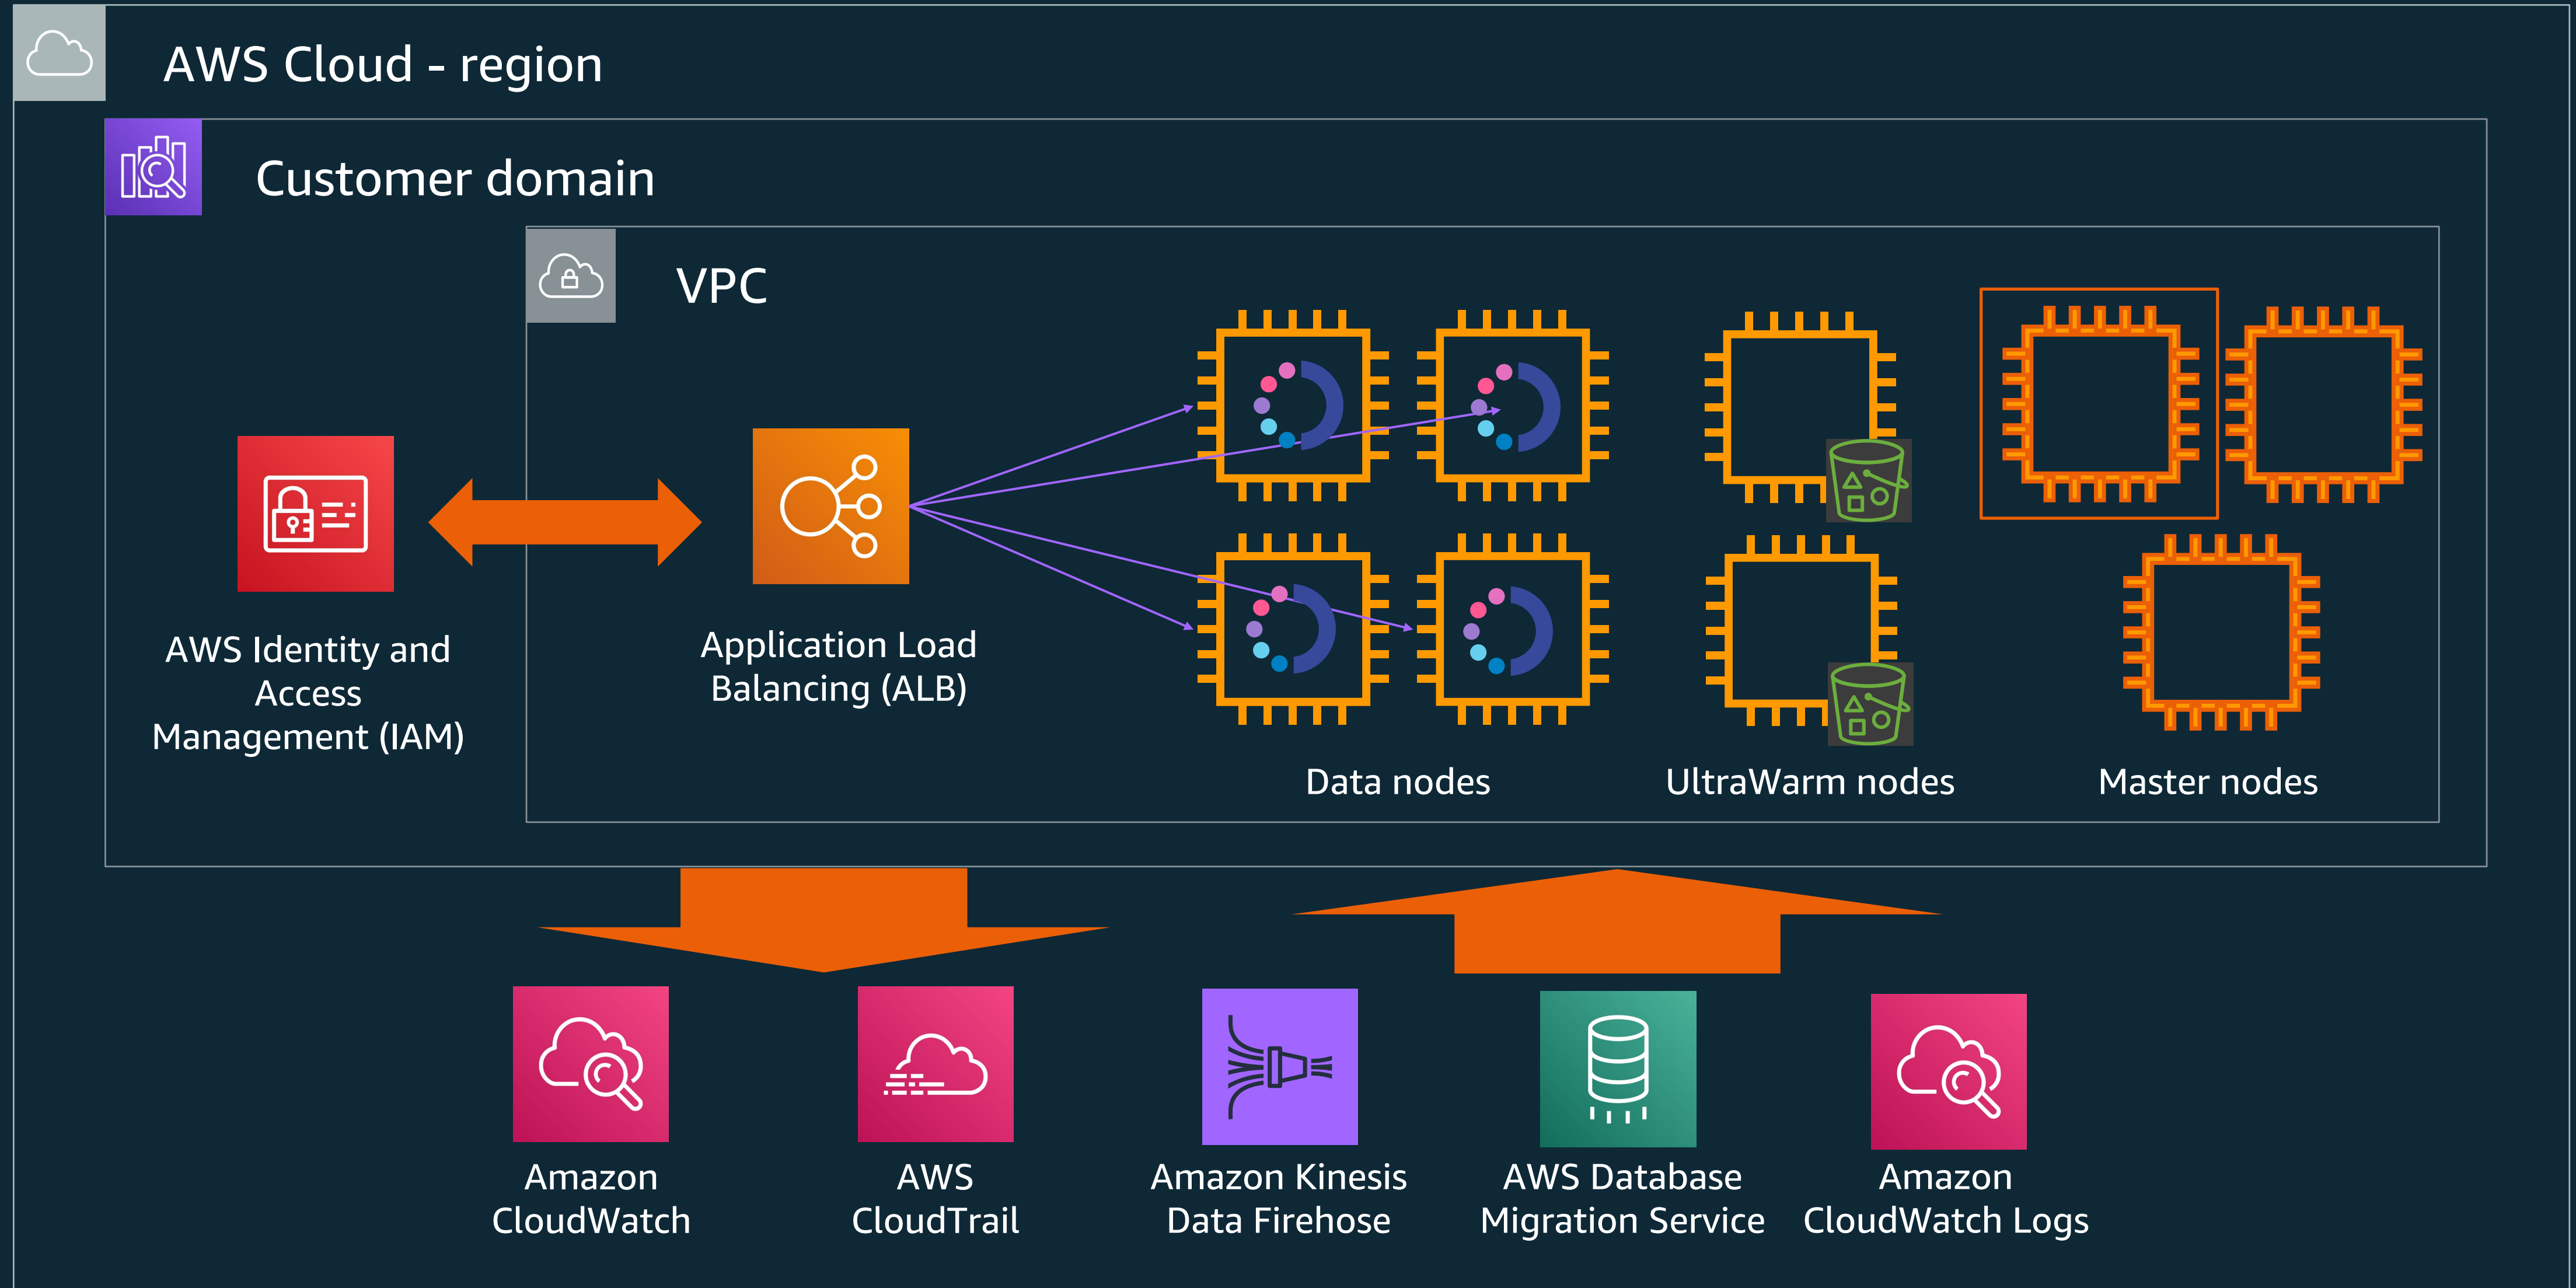 AWS Cloud - region
Customer domain
VPC
AWS Identity and
Access
Management (IAM)
Application Load
Balancing (ALB)
Data nodes
UltraWarm nodes
Master nodes
Amazon
CloudWatch
AWS
CloudTrail
Amazon Kinesis
Data Firehose
AWS Database
Migration Service
Amazon
CloudWatch Logs